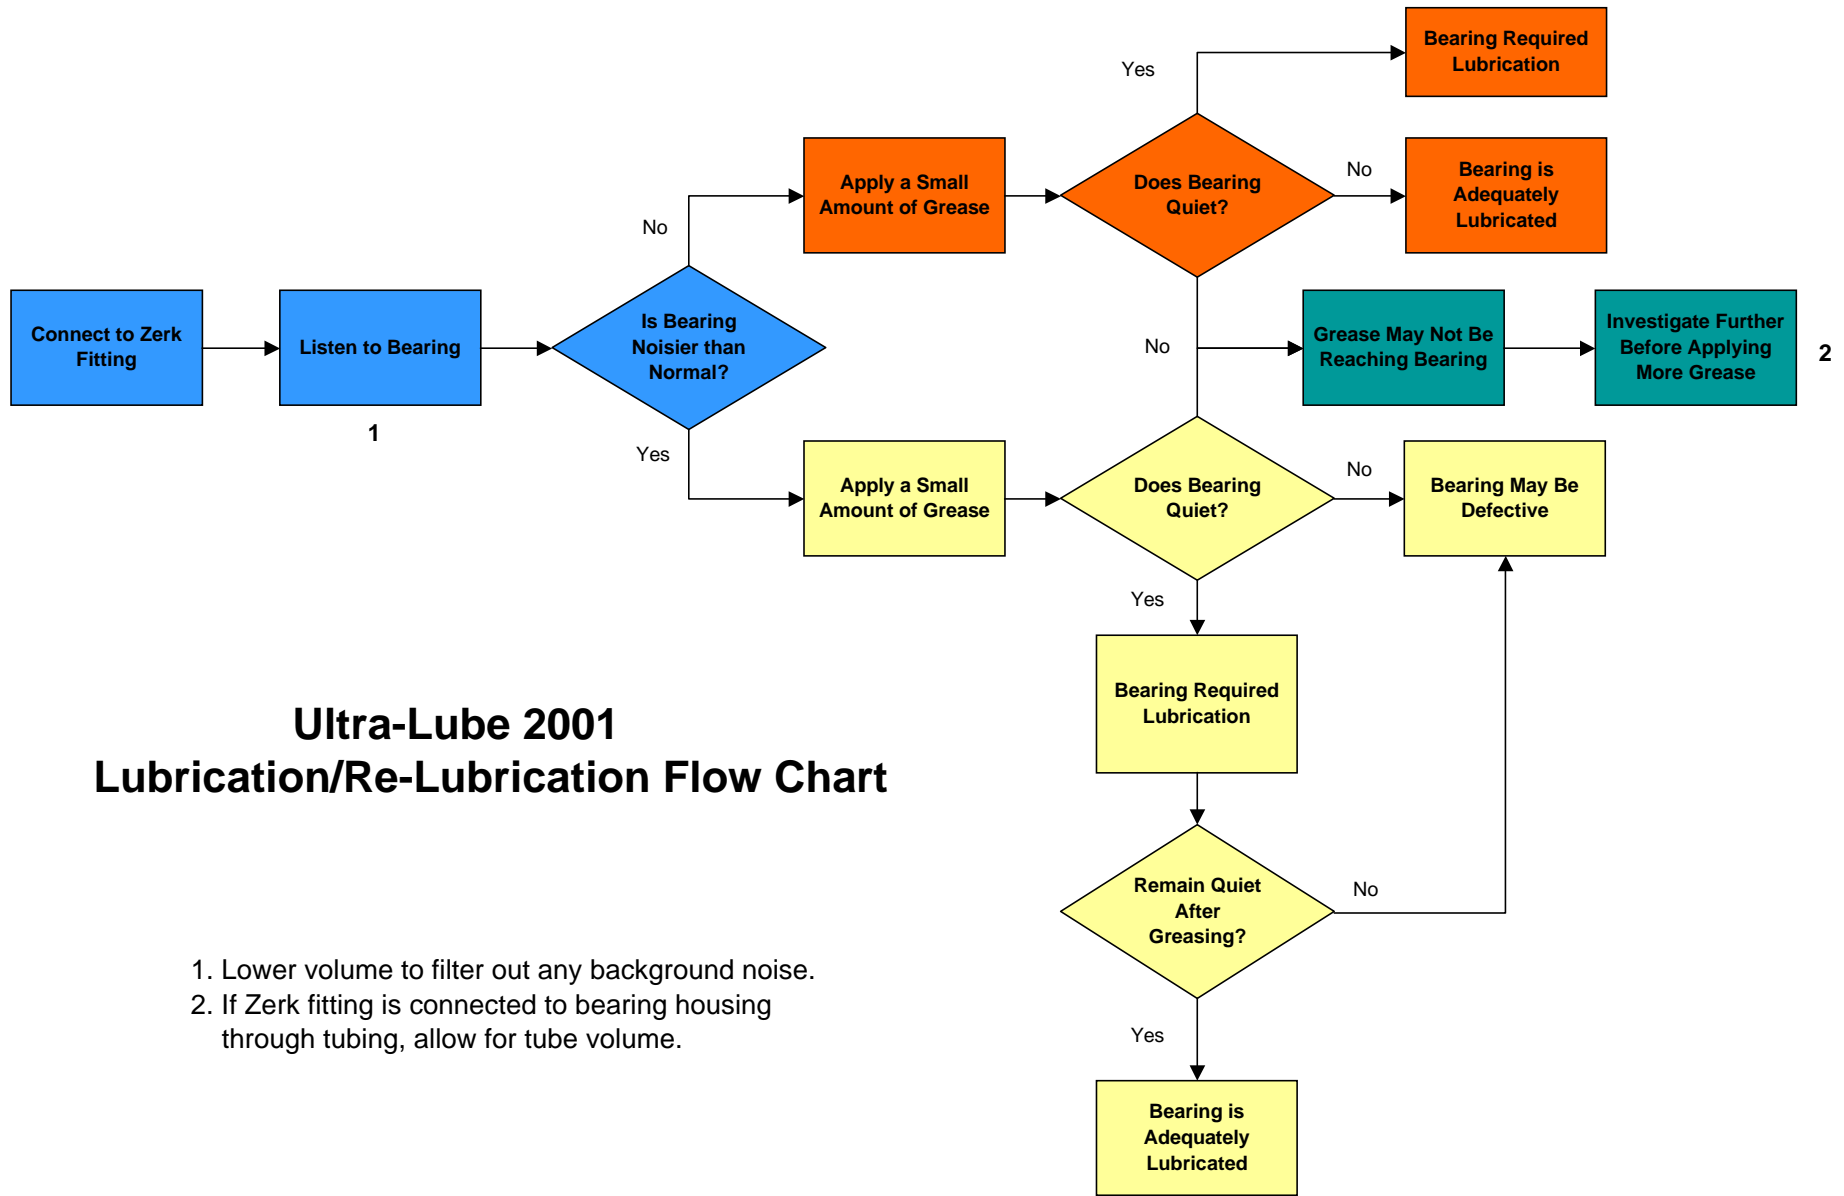 Bearing Required
Lubrication
Yes
Apply a Small
Amount of Grease
Does Bearing
Quiet?
No
Bearing is
Adequately
Lubricated
No
Connect to Zerk
Fitting
Listen to Bearing
1
Is Bearing
Noisier than
Normal?
No
Grease May Not Be
Reaching Bearing
Investigate Further
Before Applying
More Grease
2
Yes
Apply a Small
Amount of Grease
Does Bearing
Quiet?
No
Bearing May Be
Defective
Yes
Bearing Required
Lubrication
Ultra-Lube 2001
Lubrication/Re-Lubrication Flow Chart
Remain Quiet
After
Greasing?
No
1. Lower volume to filter out any background noise.
2. If Zerk fitting is connected to bearing housing
through tubing, allow for tube volume.
Yes
Bearing is
Adequately
Lubricated